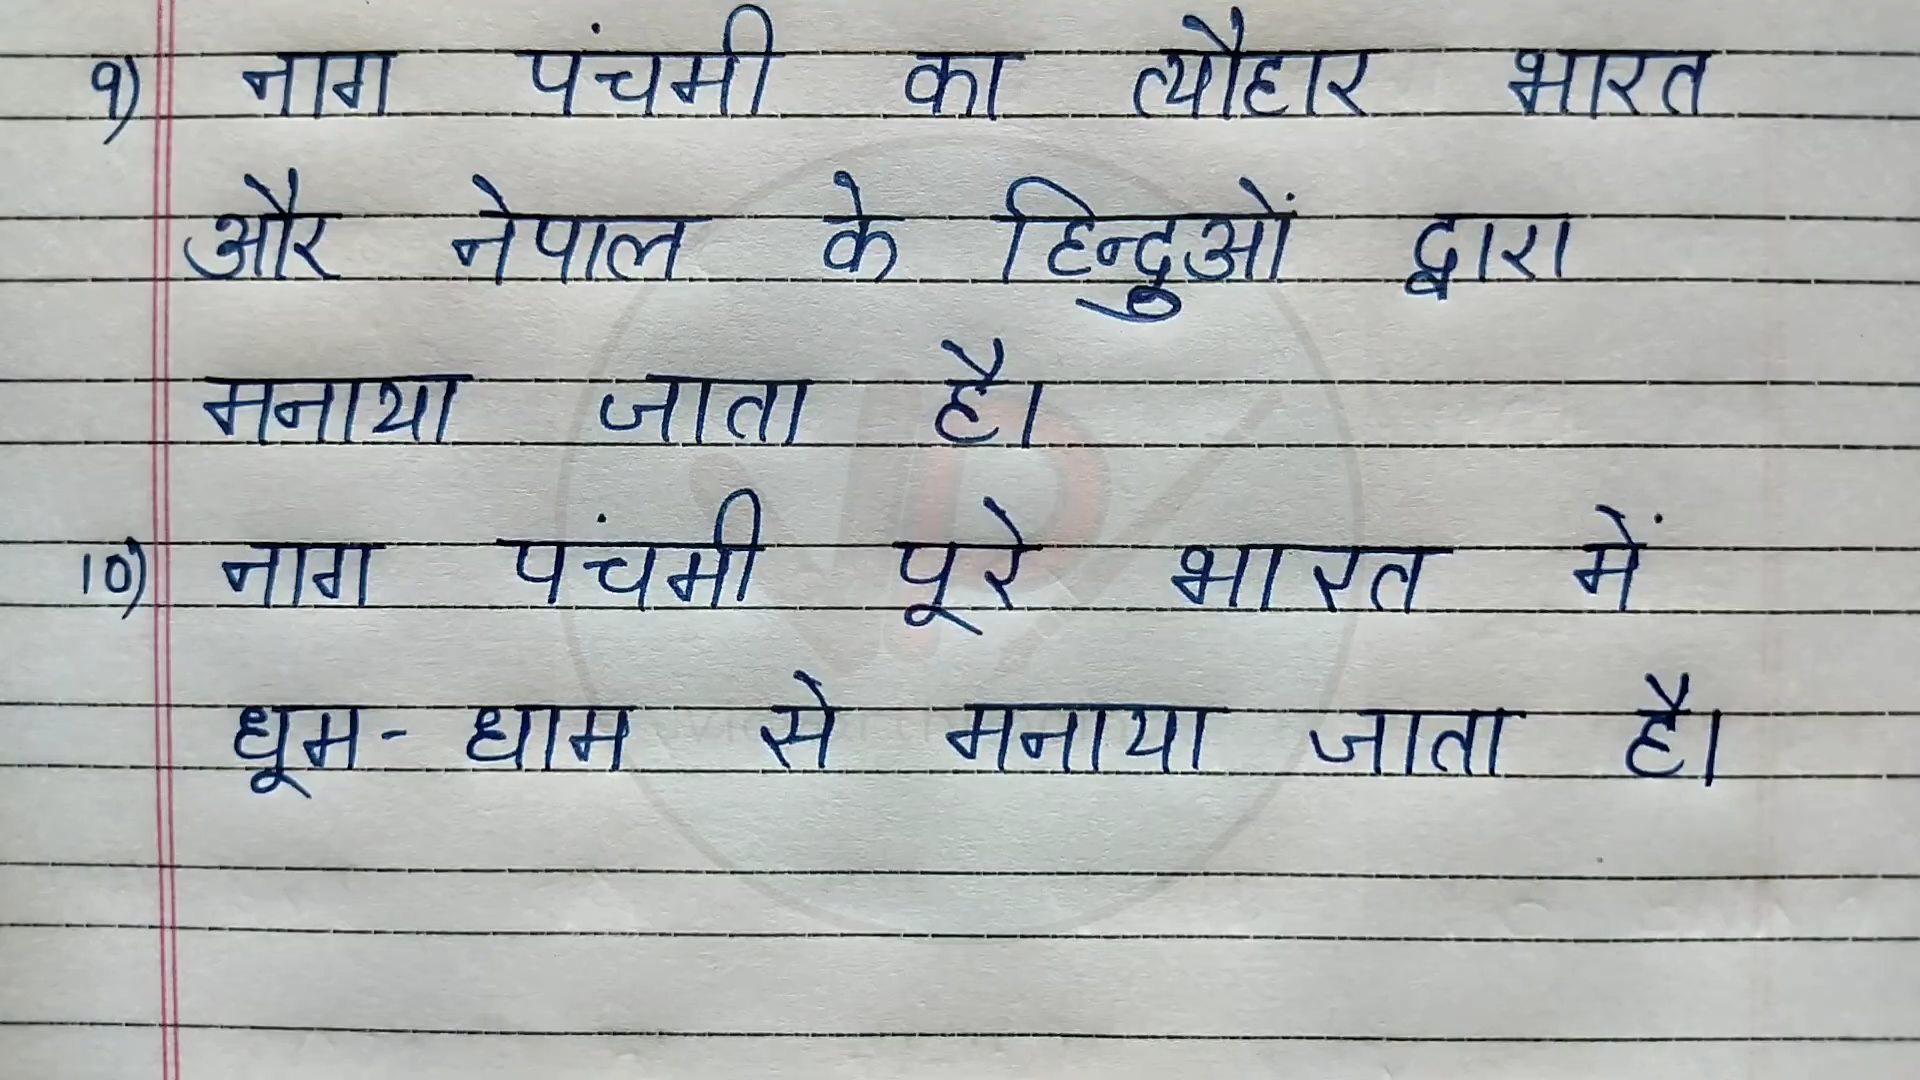 9) नाग पंचमी का त्यौहार भारत
और नेपाल के हिन्दुओं द्वारा
मनाया जाता है।
10) नाग पंचमी पूरे भारत में
धूम- धाम से मनाया जाता है।